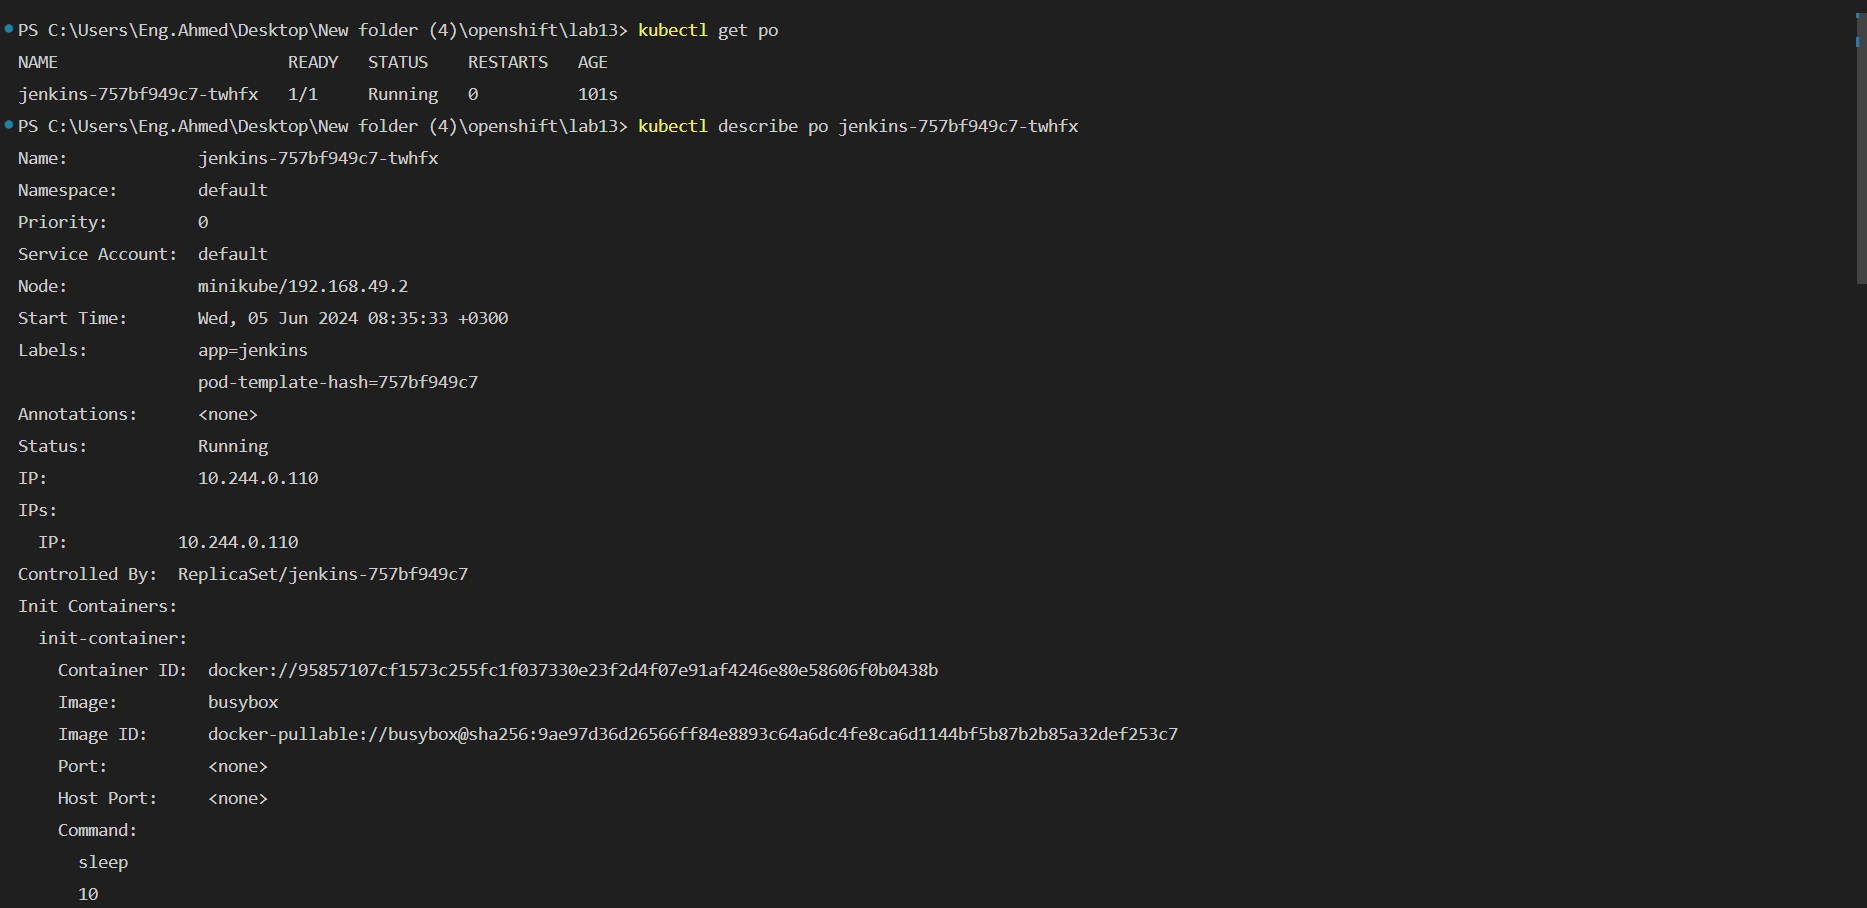 PS C:\Users\Eng.Ahmed\Desktop\New folder (4)\openshift\lab13> kubectl get po
NAME                       READY   STATUS    RESTARTS   AGE
jenkins-757bf949c7-twhfx   1/1     Running   0          101s
PS C:\Users\Eng.Ahmed\Desktop\New folder (4)\openshift\lab13> kubectl describe po jenkins-757bf949c7-twhfx
Name:             jenkins-757bf949c7-twhfx
Namespace:        default
Priority:         0
Service Account:  default
Node:             minikube/192.168.49.2
Start Time:       Wed, 05 Jun 2024 08:35:33 +0300
Labels:           app=jenkins
                  pod-template-hash=757bf949c7
Annotations:      <none>
Status:           Running
IP:               10.244.0.110
IPs:
  IP:           10.244.0.110
Controlled By:  ReplicaSet/jenkins-757bf949c7
Init Containers:
  init-container:
    Container ID:  docker://95857107cf1573c255fc1f037330e23f2d4f07e91af4246e80e58606f0b0438b
    Image:         busybox
    Image ID:      docker-pullable://busybox@sha256:9ae97d36d26566ff84e8893c64a6dc4fe8ca6d1144bf5b87b2b85a32def253c7
    Port:          <none>
    Host Port:     <none>
    Command:
      sleep
      10